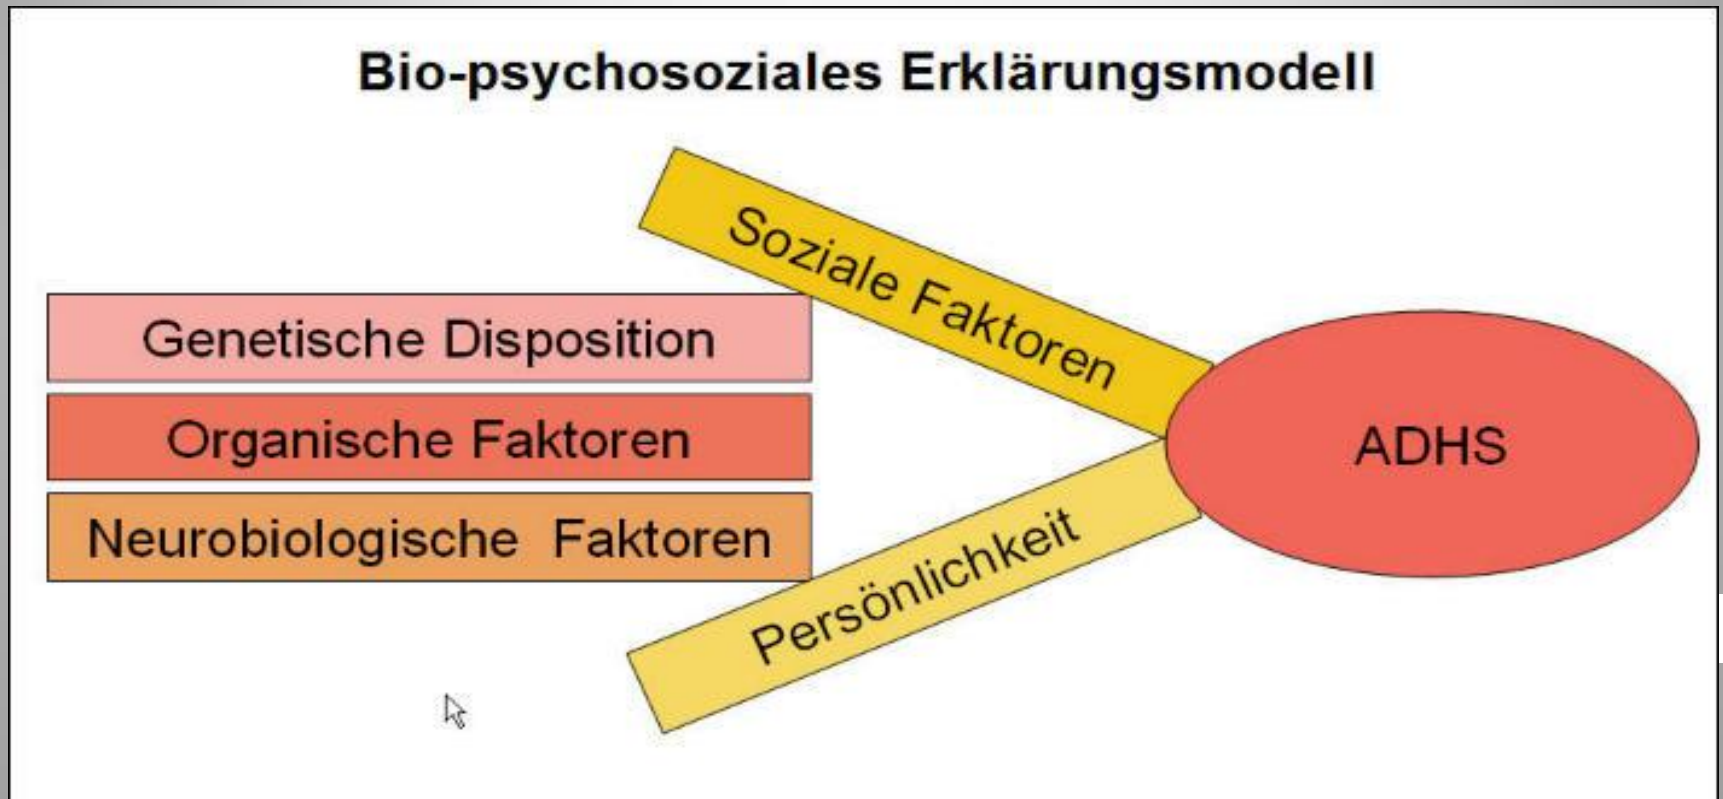 Bio-psychosoziales Erklärungsmodell
Soziale Faktoren
Genetische Disposition
Organische Faktoren
Neurobiologische Faktoren
Persönlichkeit
ADHS